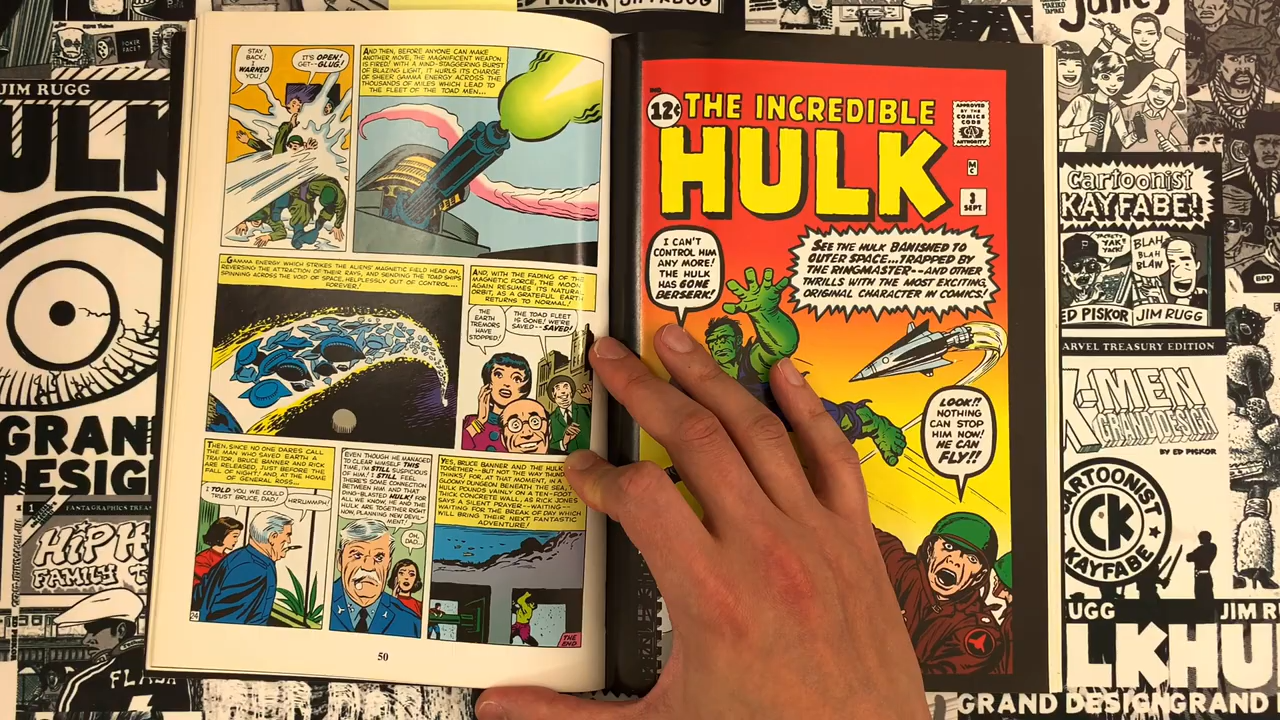 ED PISKOR
JIM RUGG
JIM RUGG
GRAND
DESIGN
FANTAGRAPHICS
HIPH
FAMILY T
FLASH
STAY
BACK!
I
WARNED
YOU!
IT'S OPEN!
GET--GLUG!
AND THEN, BEFORE ANYONE CAN MAKE
ANOTHER MOVE, THE MAGNIFICENT WEAPON
IS FIRED! WITH A MIND-STAGGERING BURST
OF BLAZING LIGHT, IT HURLS ITS CHARGE
OF SHEER GAMMA ENERGY ACROSS THE
THOUSANDS OF MILES WHICH LEAD TO
THE FLEET OF THE TOAD MEN...
GAMMA ENERGY WHICH STRIKES THE ALIENS' MAGNETIC FIELD HEAD ON,
REVERSING THE ATTRACTION OF THEIR RAYS, AND SENDING THE TOAD SHIPS
SPINNING ACROSS THE VOID OF SPACE, HELPLESSLY OUT OF CONTROL...
FOREVER!
AND, WITH THE FADING OF THE
MAGNETIC FORCE, THE MOON
AGAIN RESUMES ITS NATURAL
ORBIT, AS A GRATEFUL EARTH
RETURNS TO NORMAL!
THE
EARTH
TREMORS
HAVE
STOPPED!
THE TOAD FLEET
IS GONE! WE'RE
SAVED--SAVED!
THEN, SINCE NO ONE DARES CALL
THE MAN WHO SAVED EARTH A
TRAITOR, BRUCE BANNER AND RICK
ARE RELEASED, JUST BEFORE THE
FALL OF NIGHT! AND, AT THE HOME
OF GENERAL ROSS...
I TOLD YOU WE COULD
TRUST BRUCE, DAD!
HRRUMMPH!
EVEN THOUGH HE MANAGED
TO CLEAR HIMSELF THIS
TIME, I'M STILL SUSPICIOUS
OF HIM! I STILL FEEL
THERE'S SOME CONNECTION
BETWEEN HIM AND THAT
DING-BLASTED HULK! FOR
ALL WE KNOW, HE AND THE
HULK ARE TOGETHER RIGHT
NOW, PLANNING NEW DEVIL-
MENT!
OH,
DAD..
YES, BRUCE BANNER AND THE HULK
TOGETHER--BUT NOT THE WAY
THINKS! FOR, AT THAT MOMENT, IN A
GLOOMY DUNGEON BENEATH THE SEA,
HULK POUNDS VAINLY ON A TEN-FOOT
THICK CONCRETE WALL, AS RICK JONES
SAYS A SILENT PRAYER--WAITING--
WAITING FOR THE BREAK OF DAY WHICH
WILL BRING THEIR NEXT FANTASTIC
ADVENTURE!
THE
END
24
50
IND.
12¢
THE INCREDIBLE
HULK
APPROVED
BY THE
COMICS
CODE
AUTHORITY
M
C
3
SEPT.
I CAN'T
CONTROL HIM
ANY MORE!
THE HULK
HAS GONE
BERSERK!
SEE THE HULK BANISHED TO
OUTER SPACE...TRAPPED BY
THE RINGMASTER--AND OTHER
THRILLS WITH THE MOST EXCITING,
ORIGINAL CHARACTER IN COMICS!
LOOK!!
NOTHING
CAN STOP
HIM NOW!
HE CAN
FLY!!
MARIKO
TAMAKI
CARTOONIST
KAYFABE!
YAK
YACK!
BLAH
BLAH
BLAW
ED PISKOR
JIM RUGG
ARVEL TREASURY EDITION
X-MEN
GRAND DESIGN
BY ED PISKOR
CARTOONIST
CK
KAYFABE
EDP
UGG
JIM R
LKHU
GRAND DESIGN
GRAND